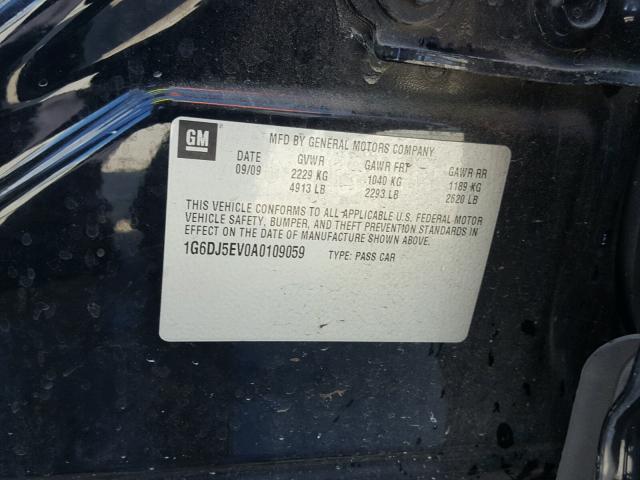 GM
MFD BY GENERAL MOTORS COMPANY
DATE GVWR GAWR FRT GAWR RR
09/09 2229 KG 1040 KG 1189 KG
4913 LB 2293 LB 2620 LB
THIS VEHICLE CONFORMS TO ALL APPLICABLE U.S. FEDERAL MOTOR
VEHICLE SAFETY, BUMPER, AND THEFT PREVENTION STANDARDS IN
EFFECT ON THE DATE OF MANUFACTURE SHOWN ABOVE.
1G6DJ5EV0A0109059 TYPE: PASS CAR